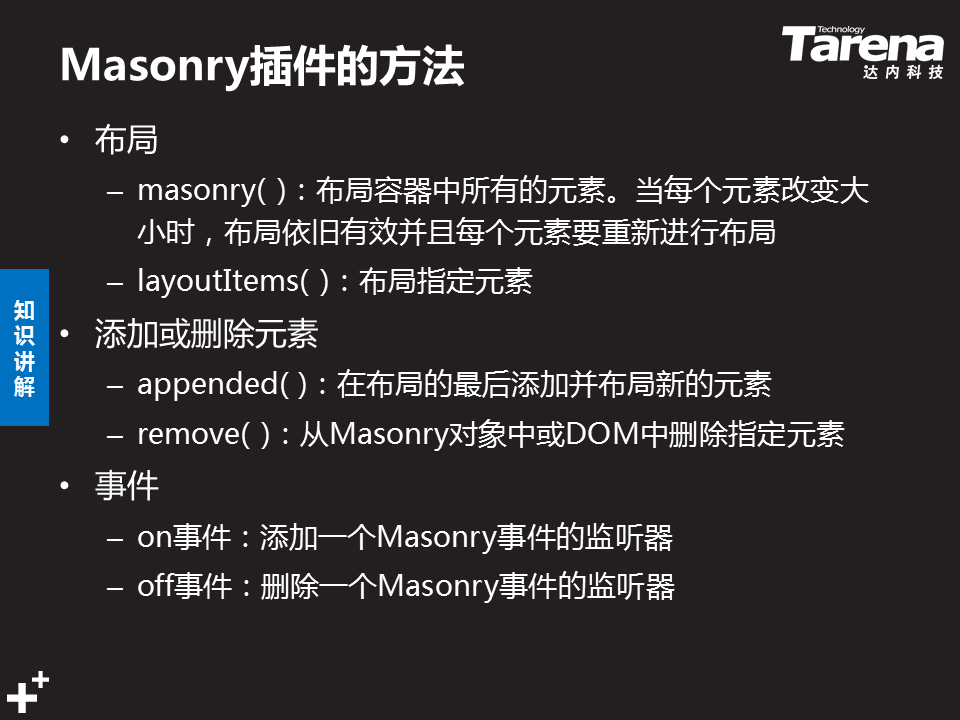 Masonry插件的方法
Technology
Tarena
达内科技
• 布局
– masonry( )：布局容器中所有的元素。当每个元素改变大
小时，布局依旧有效并且每个元素要重新进行布局
– layoutItems( )：布局指定元素
知识讲解
• 添加或删除元素
– appended( )：在布局的最后添加并布局新的元素
– remove( )：从Masonry对象中或DOM中删除指定元素
• 事件
– on事件：添加一个Masonry事件的监听器
– off事件：删除一个Masonry事件的监听器